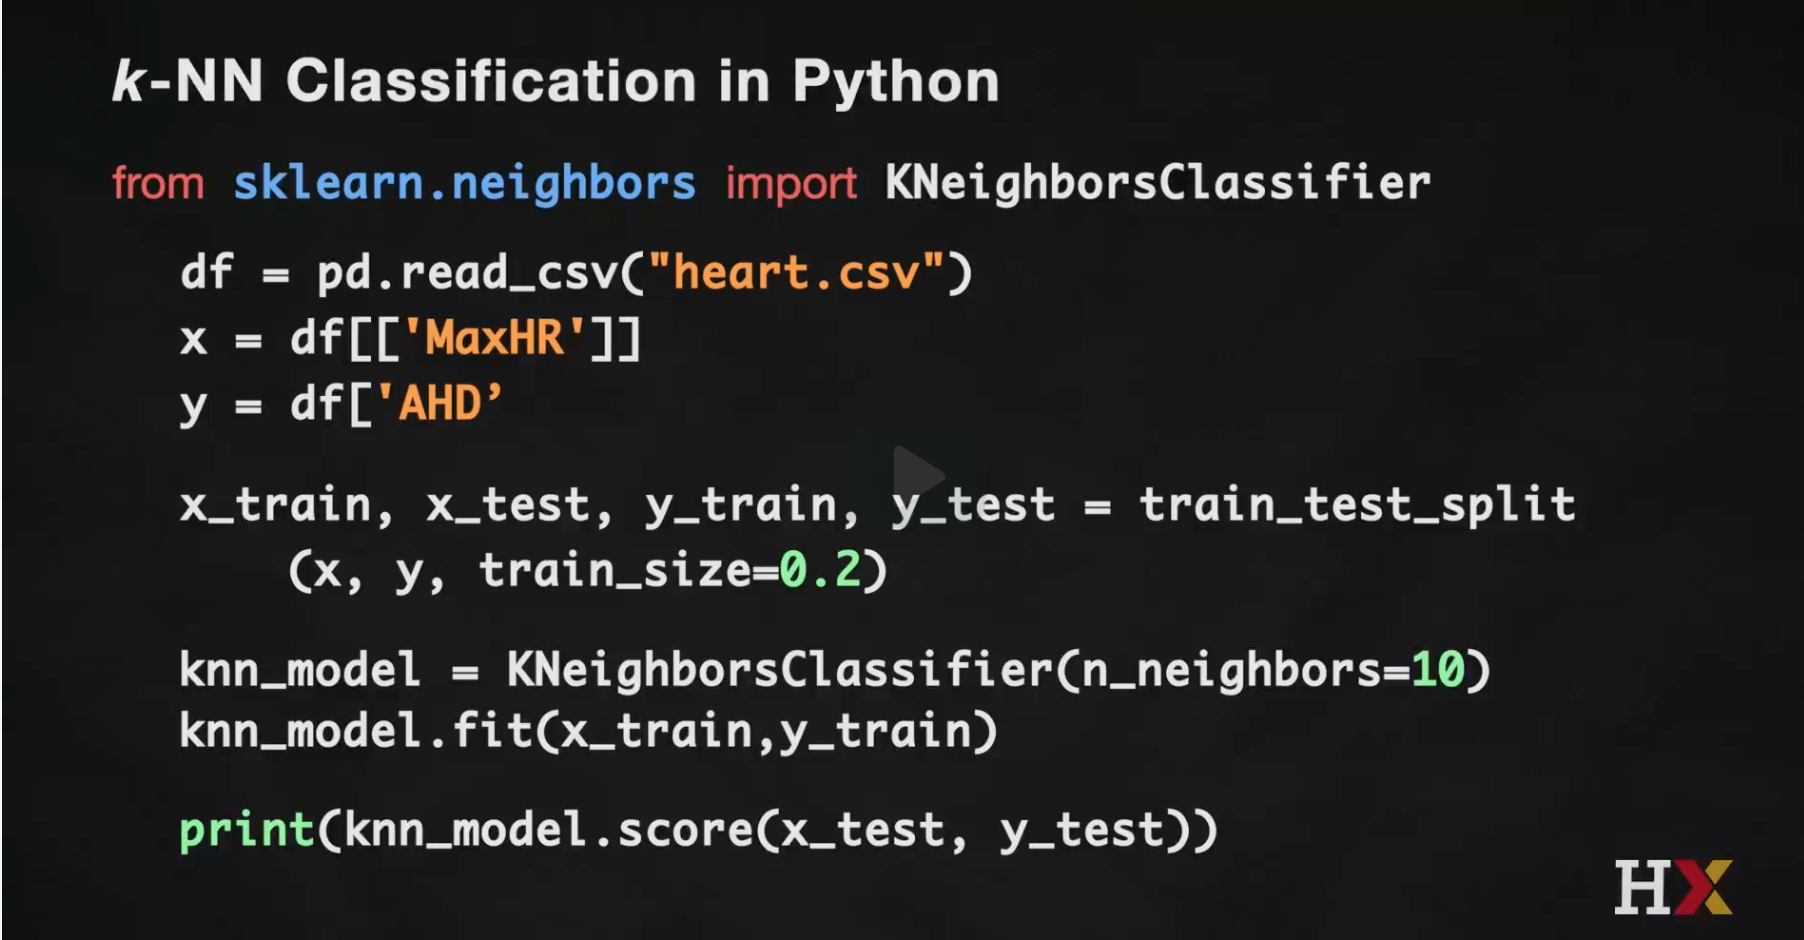 k-NN Classification in Python
from sklearn.neighbors import KNeighborsClassifier
df = pd.read_csv("heart.csv")
x = df[['MaxHR']]
y = df['AHD’
x_train, x_test, y_train, y_test = train_test_split
(x, y, train_size=0.2)
knn_model = KNeighborsClassifier(n_neighbors=10)
knn_model.fit(x_train,y_train)
print(knn_model.score(x_test, y_test))
HX